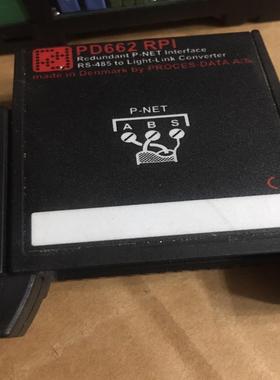 PD662 RPI
Redundant P-NET Interface
RS-485 to Light-Link Converter
made in Denmark by PROCES-DATA A/S
P-NET
A B S